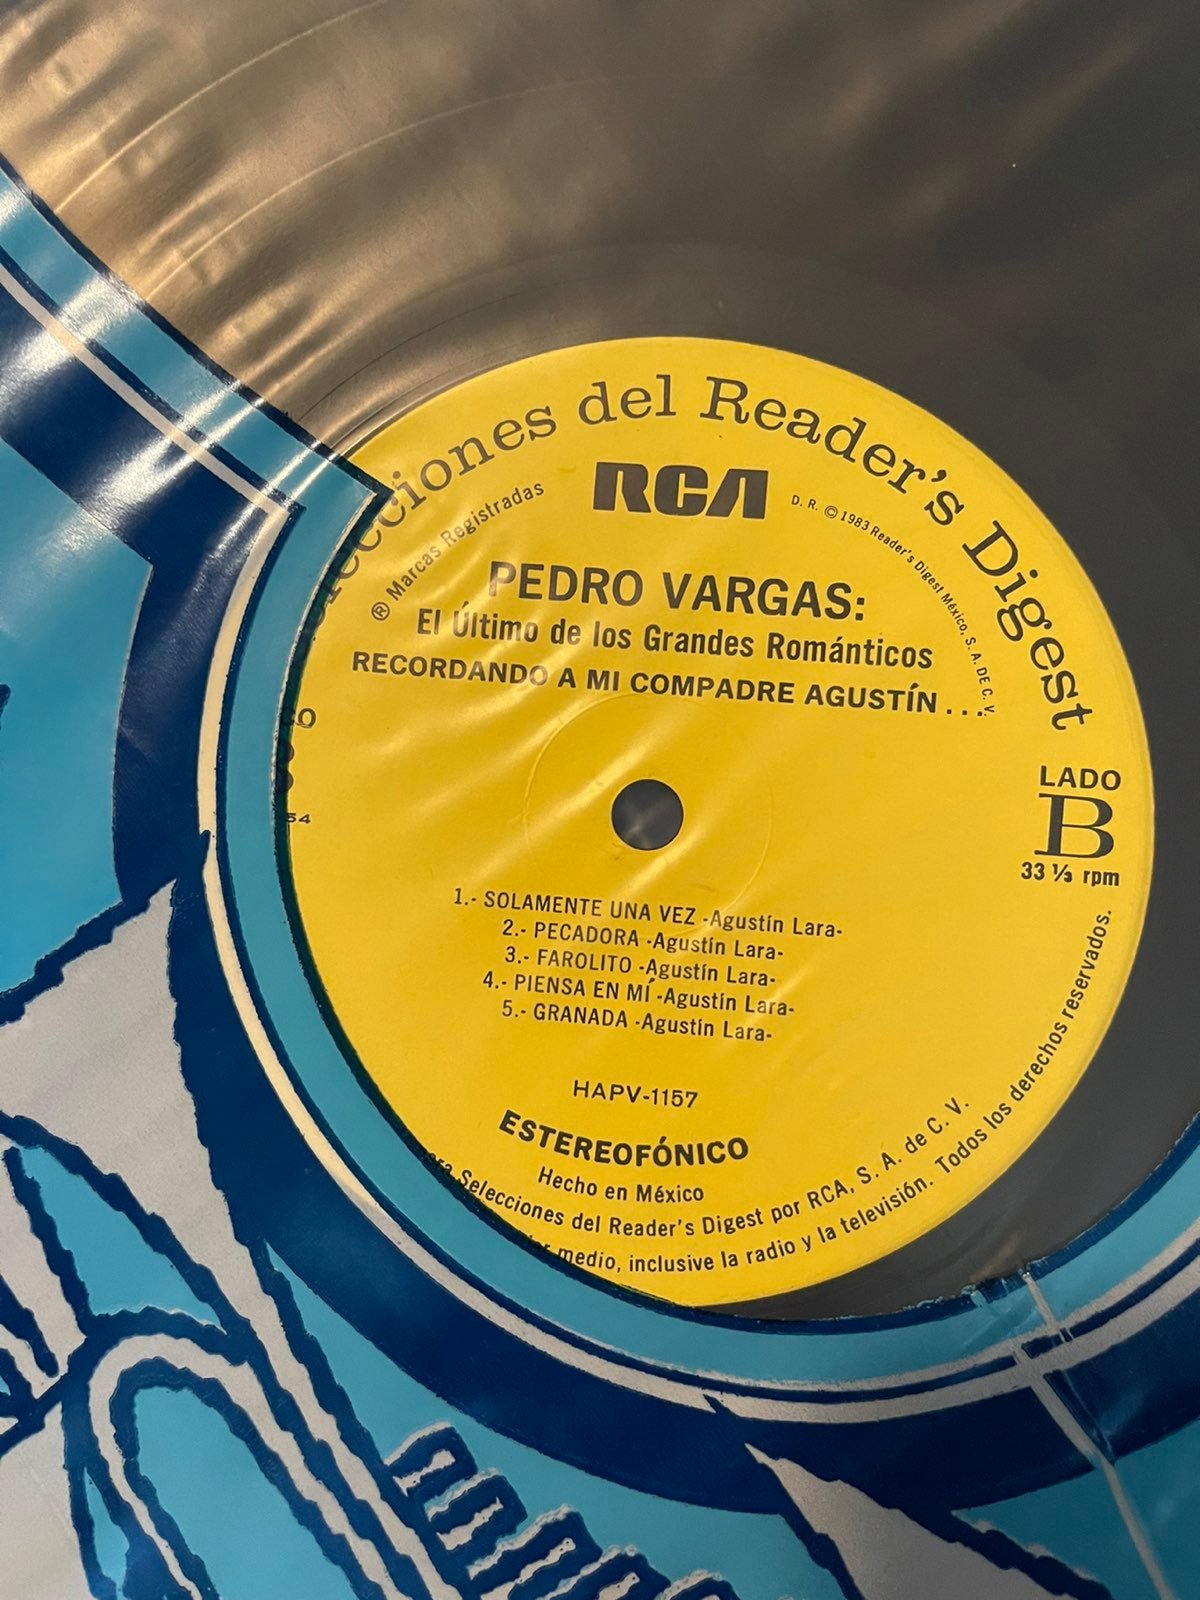 ecciones del Reader's Digest
® Marcas Registradas
RCA
D. R. © 1983 Reader's Digest México, S. A. DE C. V.
PEDRO VARGAS:
El Último de los Grandes Románticos
RECORDANDO A MI COMPADRE AGUSTÍN . . .
54
LADO
B
33 ⅓ rpm
1.- SOLAMENTE UNA VEZ -Agustín Lara-
2.- PECADORA -Agustín Lara-
3.- FAROLITO -Agustín Lara-
4.- PIENSA EN MÍ -Agustín Lara-
5.- GRANADA -Agustín Lara-
HAPV-1157
ESTEREOFÓNICO
Hecho en México
Selecciones del Reader's Digest por RCA, S. A. de C. V.
medio, inclusive la radio y la televisión. Todos los derechos reservados.